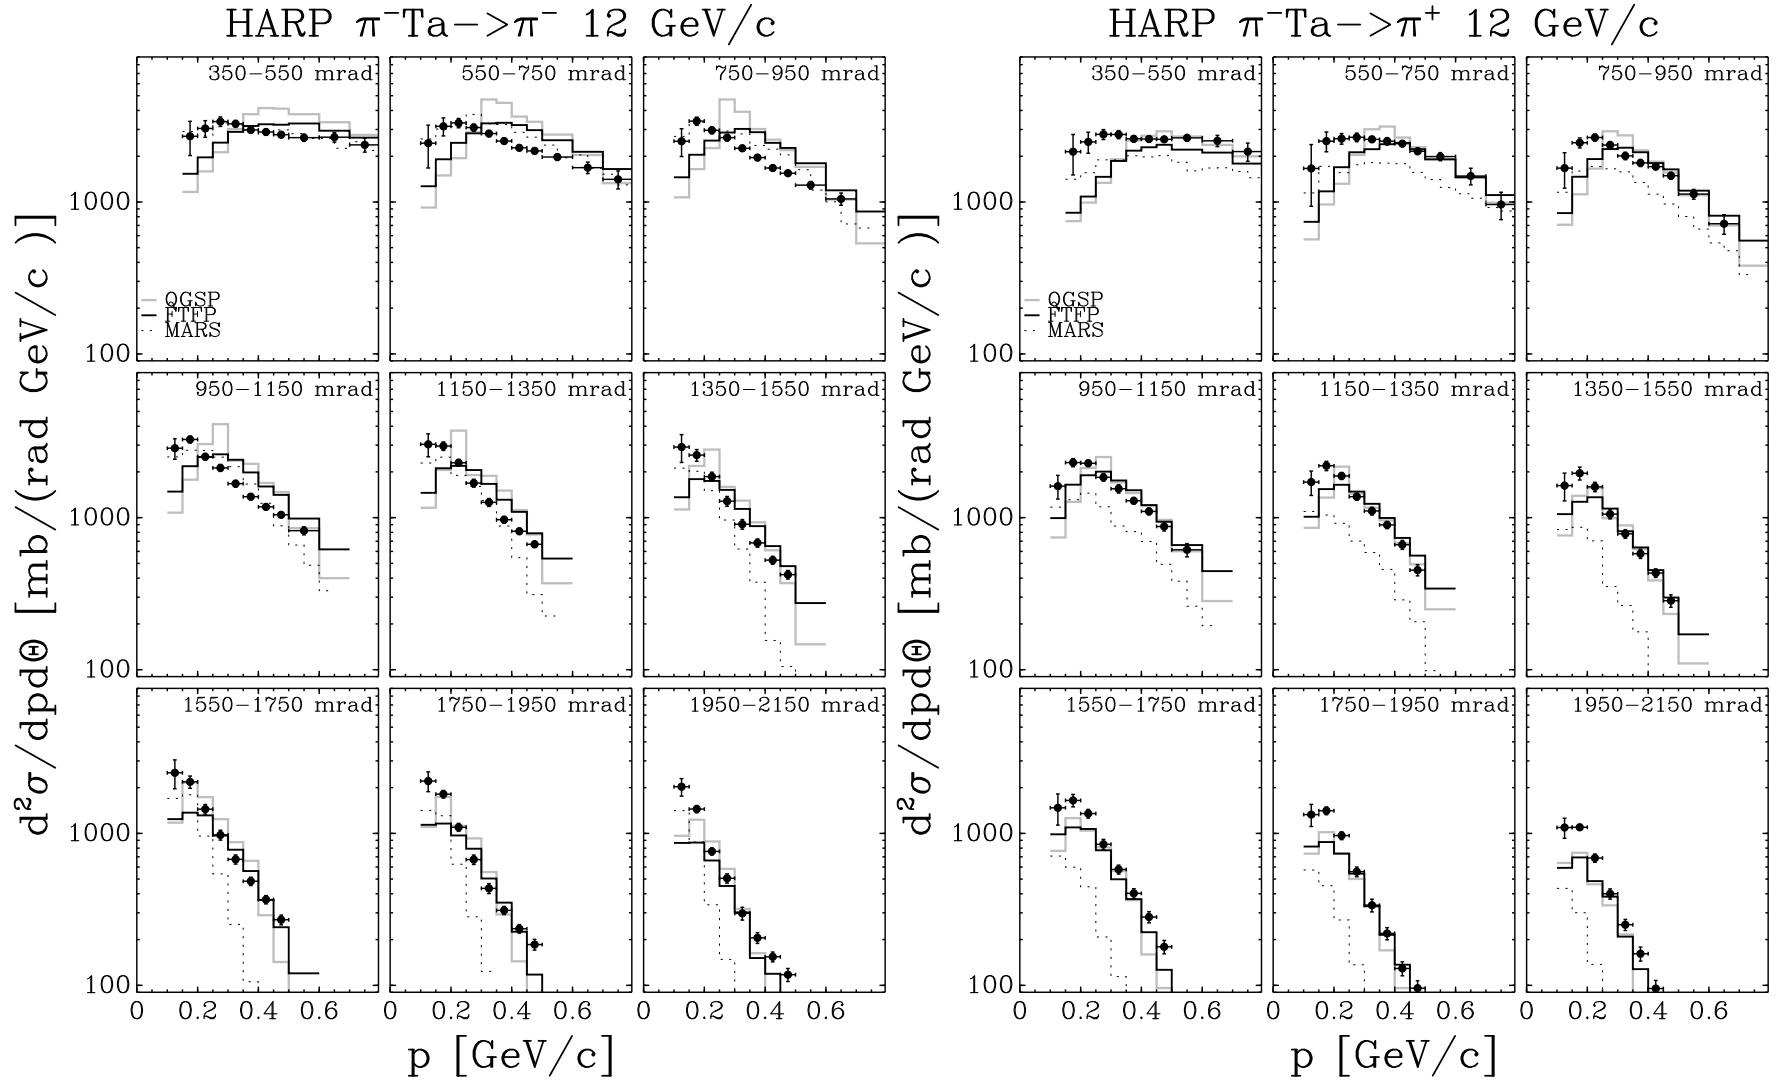 HARP π⁻Ta−>π⁻ 12 GeV/c
HARP π⁻Ta−>π⁺ 12 GeV/c
d²σ/dpdΘ [mb/(rad GeV/c )]
350−550 mrad
550−750 mrad
750−950 mrad
1000
100
QGSP
FTFP
MARS
950−1150 mrad
1150−1350 mrad
1350−1550 mrad
1000
100
1550−1750 mrad
1750−1950 mrad
1950−2150 mrad
1000
100
0 0.2 0.4 0.6
0 0.2 0.4 0.6
0 0.2 0.4 0.6
p [GeV/c]
d²σ/dpdΘ [mb/(rad GeV/c )]
350−550 mrad
550−750 mrad
750−950 mrad
1000
100
QGSP
FTFP
MARS
950−1150 mrad
1150−1350 mrad
1350−1550 mrad
1000
100
1550−1750 mrad
1750−1950 mrad
1950−2150 mrad
1000
100
0 0.2 0.4 0.6
0 0.2 0.4 0.6
0 0.2 0.4 0.6
p [GeV/c]